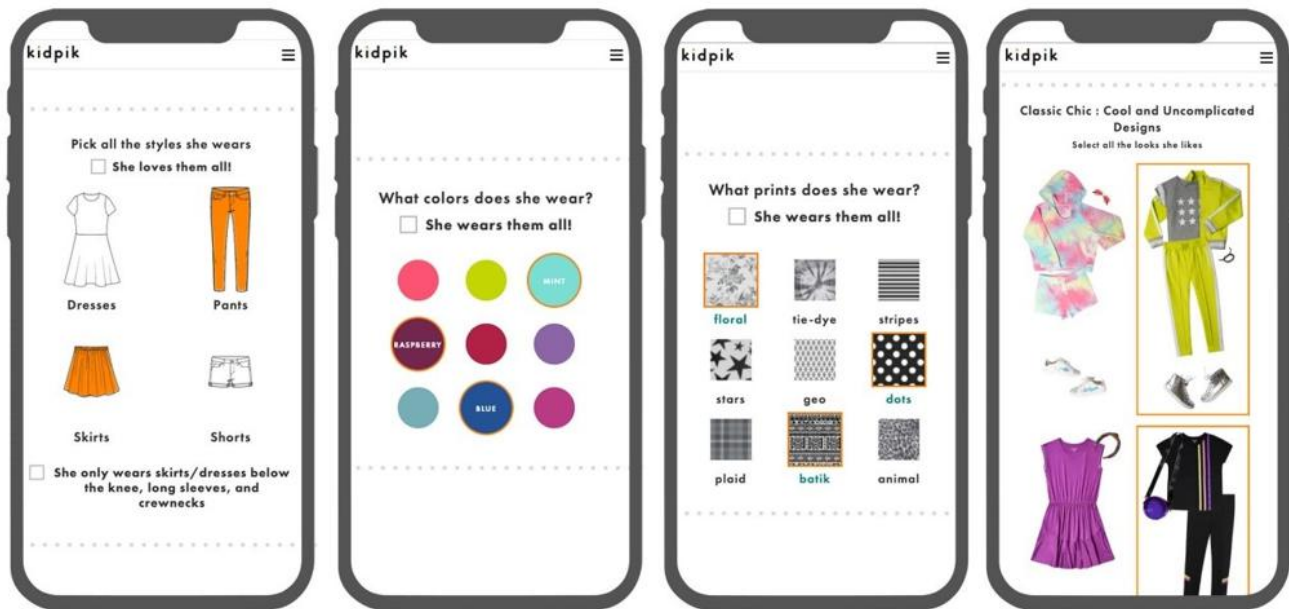 kidpik
Pick all the styles she wears
She loves them all!
Dresses
Pants
Skirts
Shorts
She only wears skirts/dresses below
the knee, long sleeves, and
crewnecks
kidpik
What colors does she wear?
She wears them all!
MINT
RASPBERRY
BLUE
kidpik
What prints does she wear?
She wears them all!
floral
tie-dye
stripes
stars
geo
dots
plaid
batik
animal
kidpik
Classic Chic : Cool and Uncomplicated
Designs
Select all the looks she likes